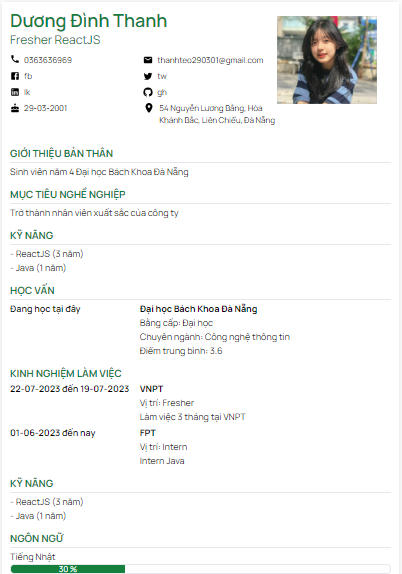 Dương Đình Thanh
Fresher ReactJS
0363636969
thanhteo290301@gmail.com
fb
tw
lk
gh
29-03-2001
54 Nguyễn Lương Bằng, Hòa
Khánh Bắc, Liên Chiểu, Đà Nẵng
GIỚI THIỆU BẢN THÂN
Sinh viên năm 4 Đại học Bách Khoa Đà Nẵng
MỤC TIÊU NGHỀ NGHIỆP
Trở thành nhân viên xuất sắc của công ty
KỸ NĂNG
- ReactJS (3 năm)
- Java (1 năm)
HỌC VẤN
Đang học tại đây
Đại học Bách Khoa Đà Nẵng
Bằng cấp: Đại học
Chuyên ngành: Công nghệ thông tin
Điểm trung bình: 3.6
KINH NGHIỆM LÀM VIỆC
22-07-2023 đến 19-07-2023
VNPT
Vị trí: Fresher
Làm việc 3 tháng tại VNPT
01-06-2023 đến nay
FPT
Vị trí: Intern
Intern Java
KỸ NĂNG
- ReactJS (3 năm)
- Java (1 năm)
NGÔN NGỮ
Tiếng Nhật
30 %